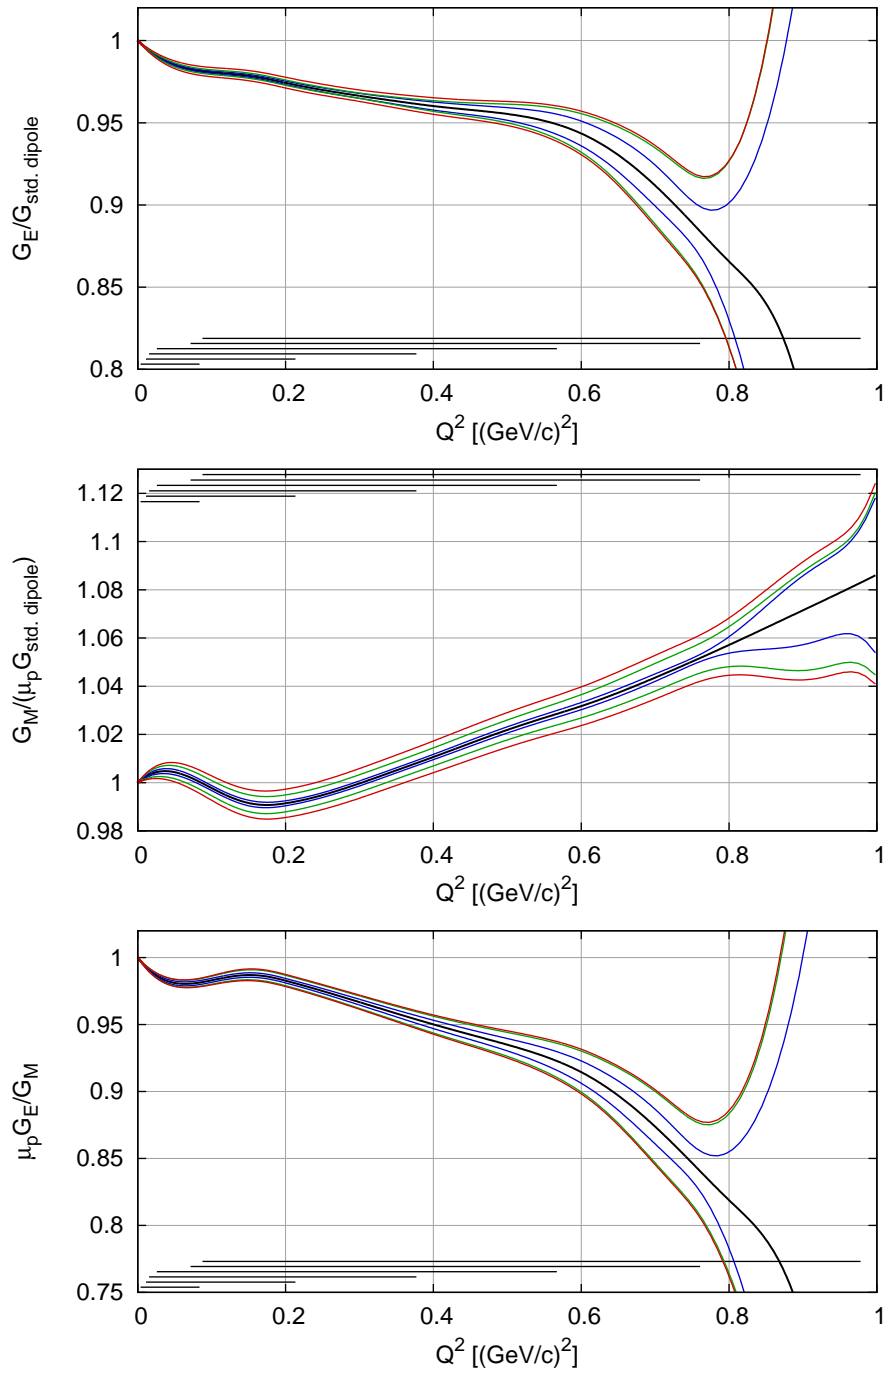 G_E/G_std. dipole
1
0.95
0.9
0.85
0.8
0 0.2 0.4 0.6 0.8 1
Q^2 [(GeV/c)^2]
G_M/(μ_pG_std. dipole)
1.12
1.1
1.08
1.06
1.04
1.02
1
0.98
0 0.2 0.4 0.6 0.8 1
Q^2 [(GeV/c)^2]
μ_pG_E/G_M
1
0.95
0.9
0.85
0.8
0.75
0 0.2 0.4 0.6 0.8 1
Q^2 [(GeV/c)^2]